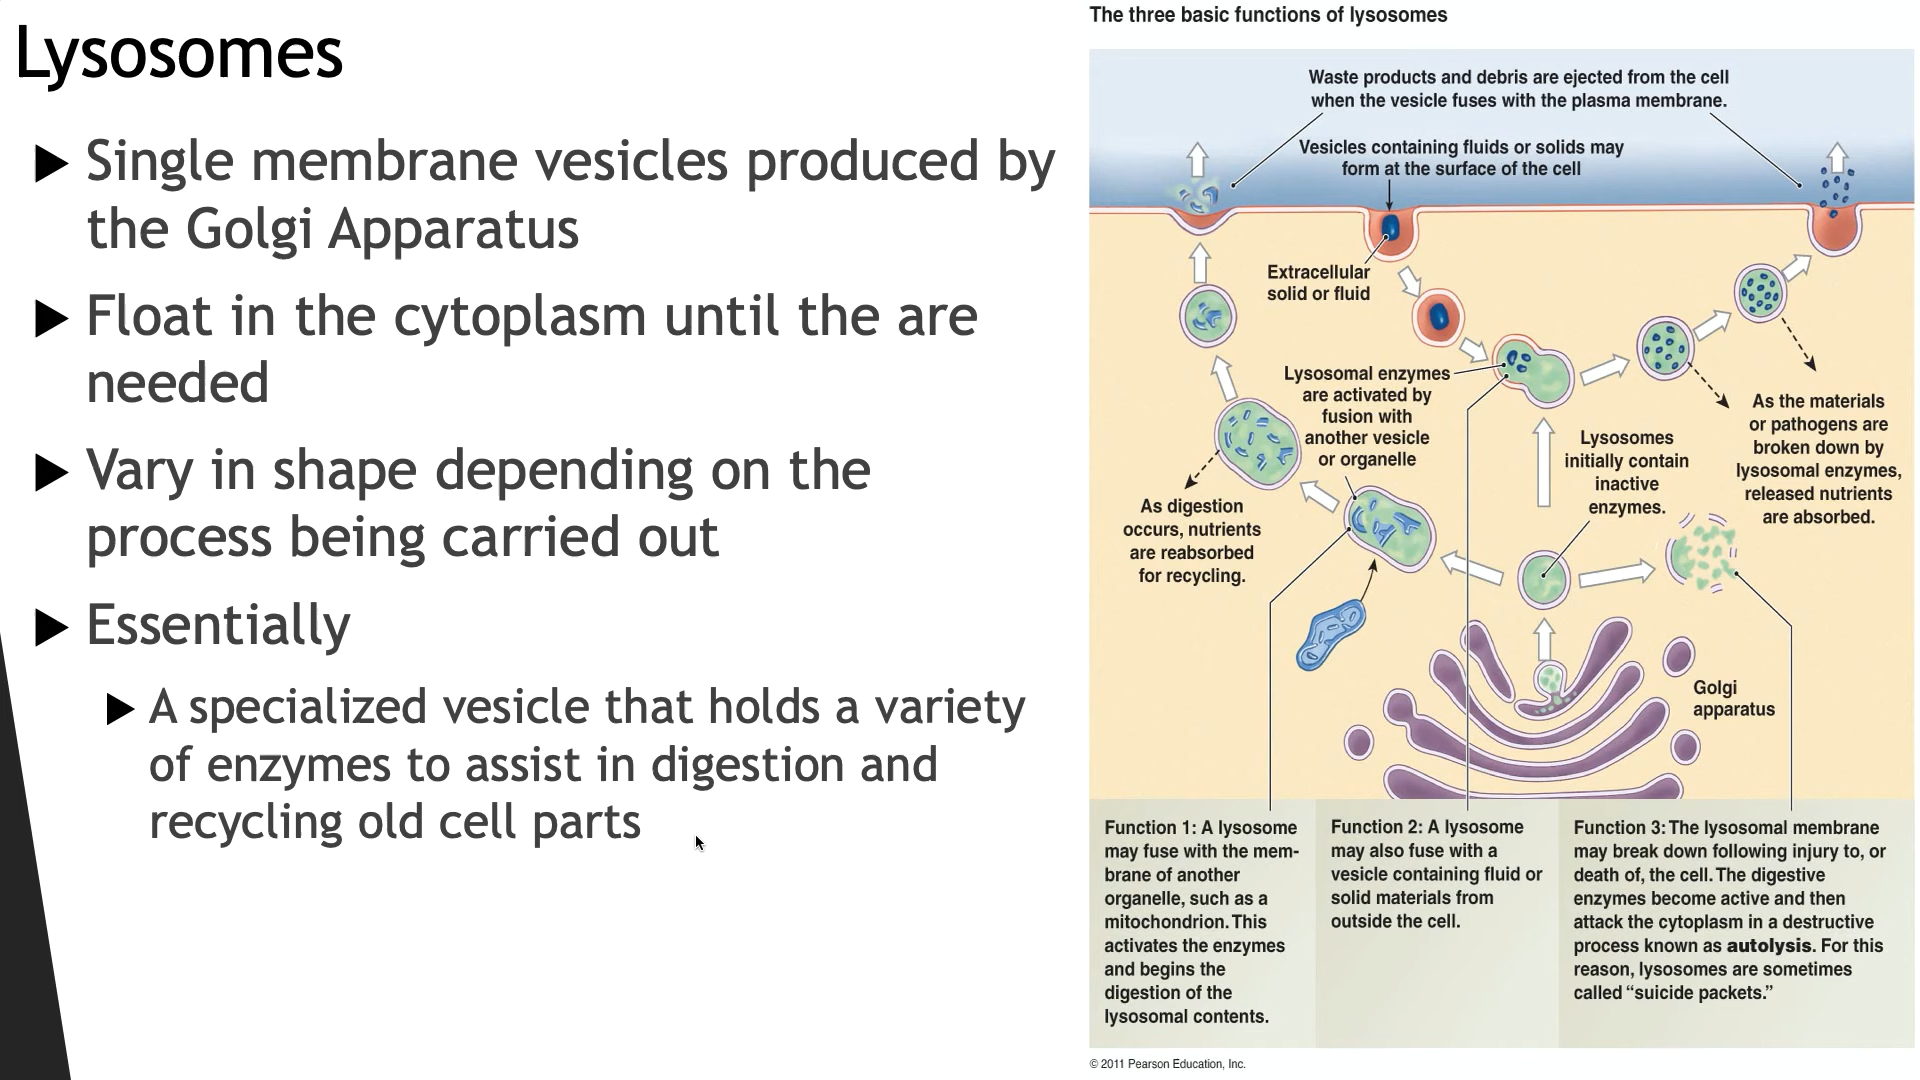 Lysosomes
Single membrane vesicles produced by
the Golgi Apparatus
Float in the cytoplasm until the are
needed
Vary in shape depending on the
process being carried out
Essentially
A specialized vesicle that holds a variety
of enzymes to assist in digestion and
recycling old cell parts
The three basic functions of lysosomes
Waste products and debris are ejected from the cell
when the vesicle fuses with the plasma membrane.
Vesicles containing fluids or solids may
form at the surface of the cell
Extracellular
solid or fluid
Lysosomal enzymes
are activated by
fusion with
another vesicle
or organelle
As digestion
occurs, nutrients
are reabsorbed
for recycling.
Lysosomes
initially contain
inactive
enzymes.
As the materials
or pathogens are
broken down by
lysosomal enzymes,
released nutrients
are absorbed.
Golgi
apparatus
Function 1: A lysosome
may fuse with the mem-
brane of another
organelle, such as a
mitochondrion. This
activates the enzymes
and begins the
digestion of the
lysosomal contents.
Function 2: A lysosome
may also fuse with a
vesicle containing fluid or
solid materials from
outside the cell.
Function 3: The lysosomal membrane
may break down following injury to, or
death of, the cell. The digestive
enzymes become active and then
attack the cytoplasm in a destructive
process known as autolysis. For this
reason, lysosomes are sometimes
called “suicide packets.”
© 2011 Pearson Education, Inc.